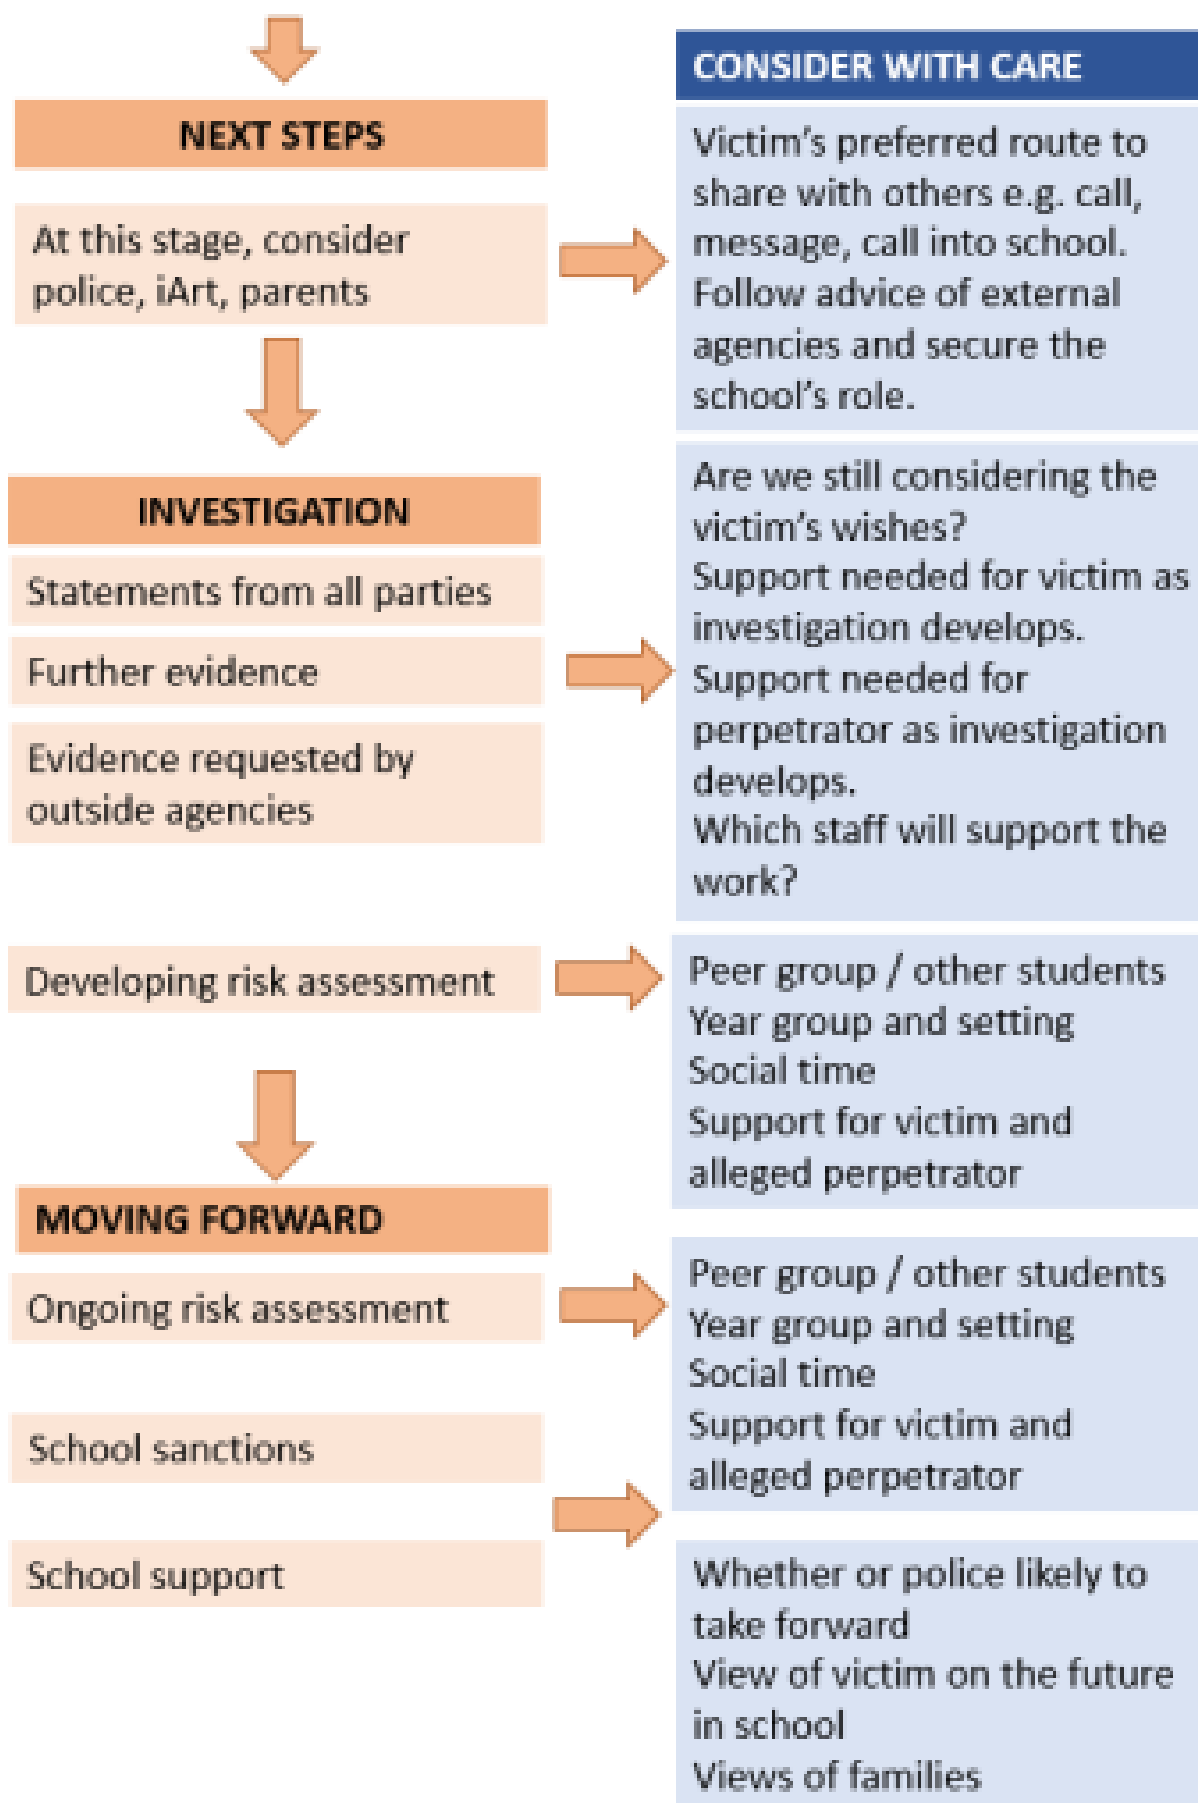 NEXT STEPS
At this stage, consider
police, iArt, parents
CONSIDER WITH CARE
Victim's preferred route to
share with others e.g. call,
message, call into school.
Follow advice of external
agencies and secure the
school's role.
INVESTIGATION
Statements from all parties
Further evidence
Evidence requested by
outside agencies
Are we still considering the
victim's wishes?
Support needed for victim as
investigation develops.
Support needed for
perpetrator as investigation
develops.
Which staff will support the
work?
Developing risk assessment
Peer group / other students
Year group and setting
Social time
Support for victim and
alleged perpetrator
MOVING FORWARD
Ongoing risk assessment
Peer group / other students
Year group and setting
Social time
Support for victim and
alleged perpetrator
School sanctions
School support
Whether or police likely to
take forward
View of victim on the future
in school
Views of families